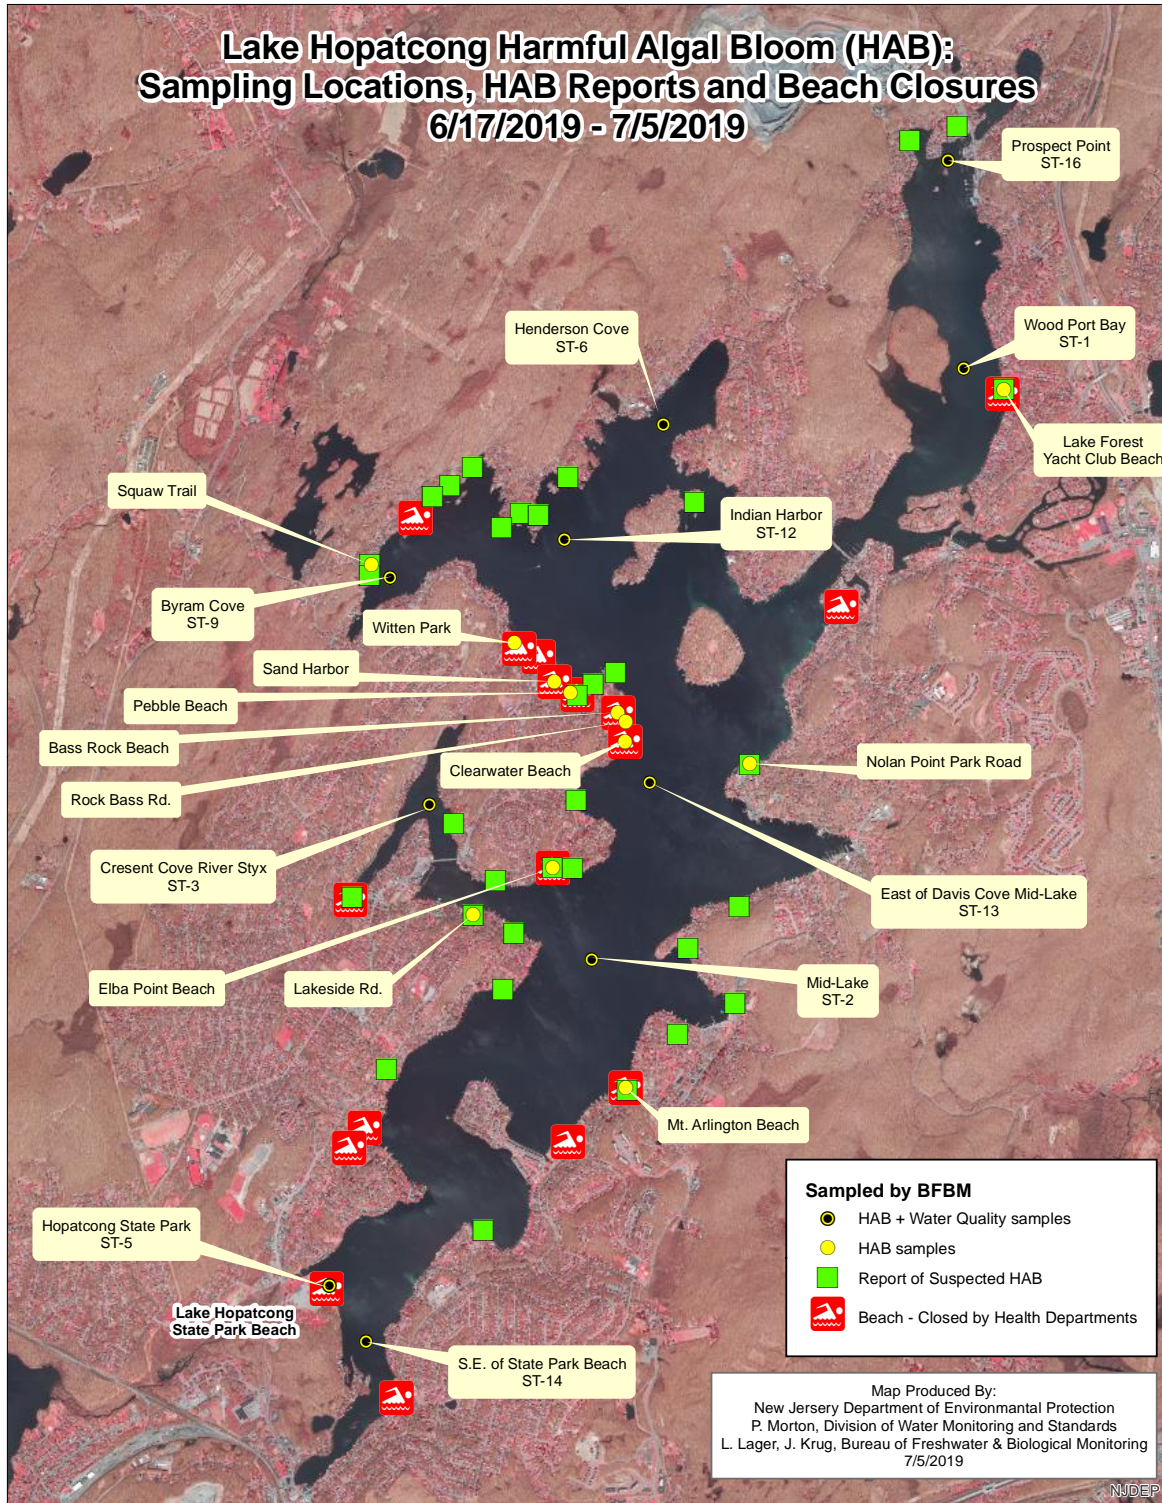 Lake Hopatcong Harmful Algal Bloom (HAB):
Sampling Locations, HAB Reports and Beach Closures
6/17/2019 - 7/5/2019
Prospect Point
ST-16
Henderson Cove
ST-6
Wood Port Bay
ST-1
Lake Forest
Yacht Club Beach
Squaw Trail
Indian Harbor
ST-12
Byram Cove
ST-9
Witten Park
Sand Harbor
Pebble Beach
Bass Rock Beach
Clearwater Beach
Nolan Point Park Road
Rock Bass Rd.
Cresent Cove River Styx
ST-3
East of Davis Cove Mid-Lake
ST-13
Elba Point Beach
Lakeside Rd.
Mid-Lake
ST-2
Mt. Arlington Beach
Hopatcong State Park
ST-5
Lake Hopatcong
State Park Beach
S.E. of State Park Beach
ST-14
Sampled by BFBM
HAB + Water Quality samples
HAB samples
Report of Suspected HAB
Beach - Closed by Health Departments
Map Produced By:
New Jersery Department of Environmantal Protection
P. Morton, Division of Water Monitoring and Standards
L. Lager, J. Krug, Bureau of Freshwater & Biological Monitoring
7/5/2019
NJDEP